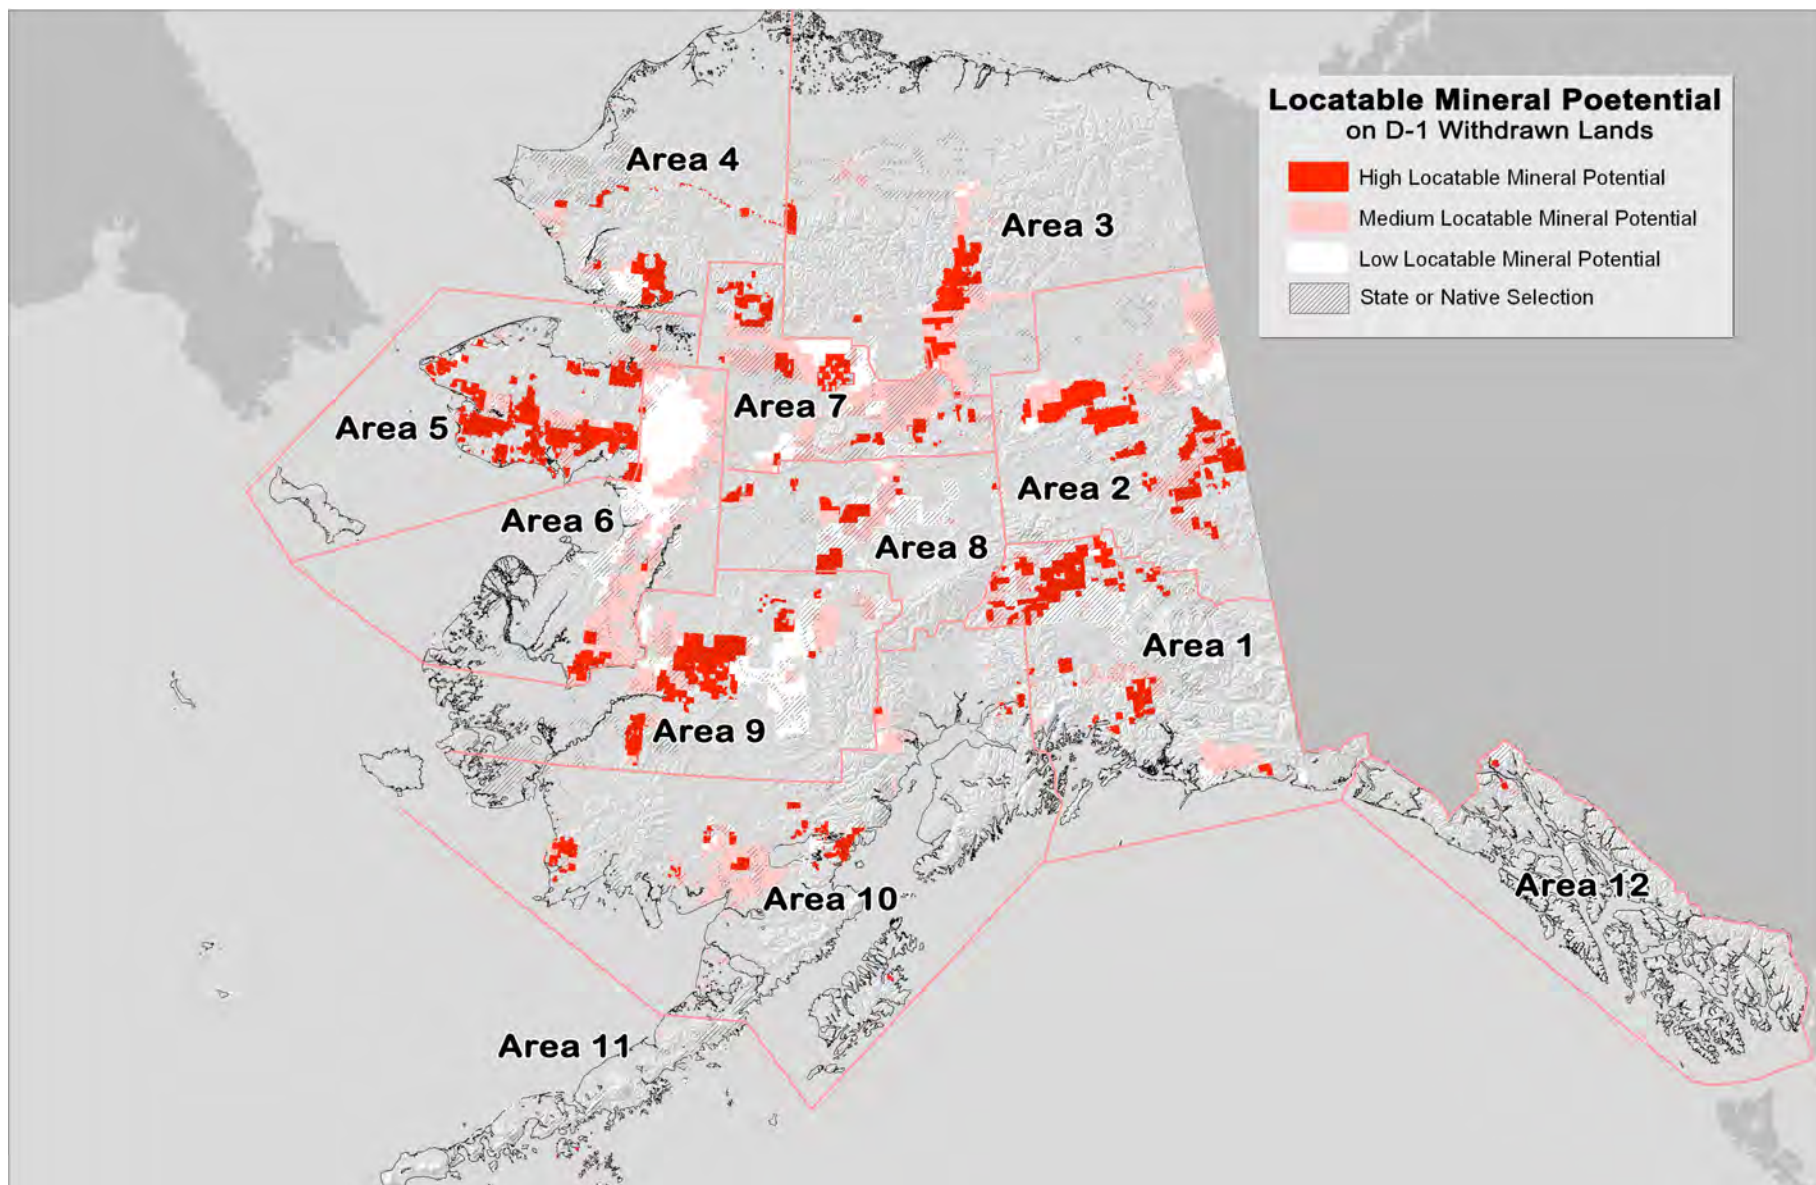 Locatable Mineral Poetential
on D-1 Withdrawn Lands
High Locatable Mineral Potential
Medium Locatable Mineral Potential
Low Locatable Mineral Potential
State or Native Selection
Area 4
Area 3
Area 7
Area 5
Area 2
Area 6
Area 8
Area 1
Area 9
Area 10
Area 12
Area 11